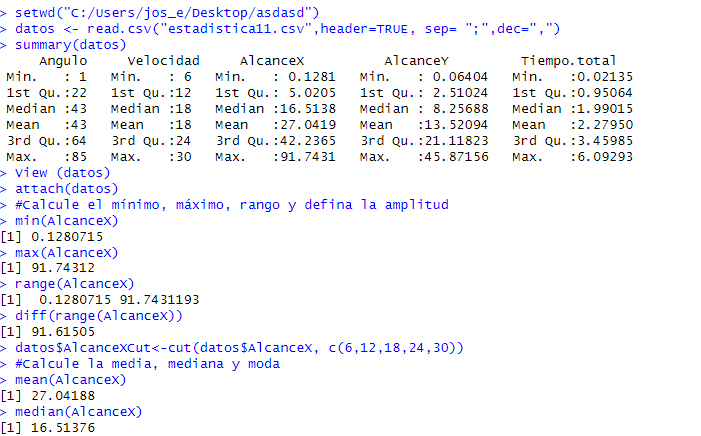 > setwd("C:/Users/jos_e/Desktop/asdasd")
> datos <- read.csv("estadistica11.csv",header=TRUE, sep= ";",dec=",")
> summary(datos)
     Angulo     Velocidad     AlcanceX          AlcanceY        Tiempo.total
 Min.   : 1   Min.   : 6   Min.   : 0.1281   Min.   : 0.06404   Min.   :0.02135
 1st Qu.:22   1st Qu.:12   1st Qu.: 5.0205   1st Qu.: 2.51024   1st Qu.:0.95064
 Median :43   Median :18   Median :16.5138   Median : 8.25688   Median :1.99015
 Mean   :43   Mean   :18   Mean   :27.0419   Mean   :13.52094   Mean   :2.27950
 3rd Qu.:64   3rd Qu.:24   3rd Qu.:42.2365   3rd Qu.:21.11823   3rd Qu.:3.45985
 Max.   :85   Max.   :30   Max.   :91.7431   Max.   :45.87156   Max.   :6.09293
> View (datos)
> attach(datos)
> #Calcule el mínimo, máximo, rango y defina la amplitud
> min(AlcanceX)
[1] 0.1280715
> max(AlcanceX)
[1] 91.74312
> range(AlcanceX)
[1]  0.1280715 91.7431193
> diff(range(AlcanceX))
[1] 91.61505
> datos$AlcanceXCut<-cut(datos$AlcanceX, c(6,12,18,24,30))
> #Calcule la media, mediana y moda
> mean(AlcanceX)
[1] 27.04188
> median(AlcanceX)
[1] 16.51376